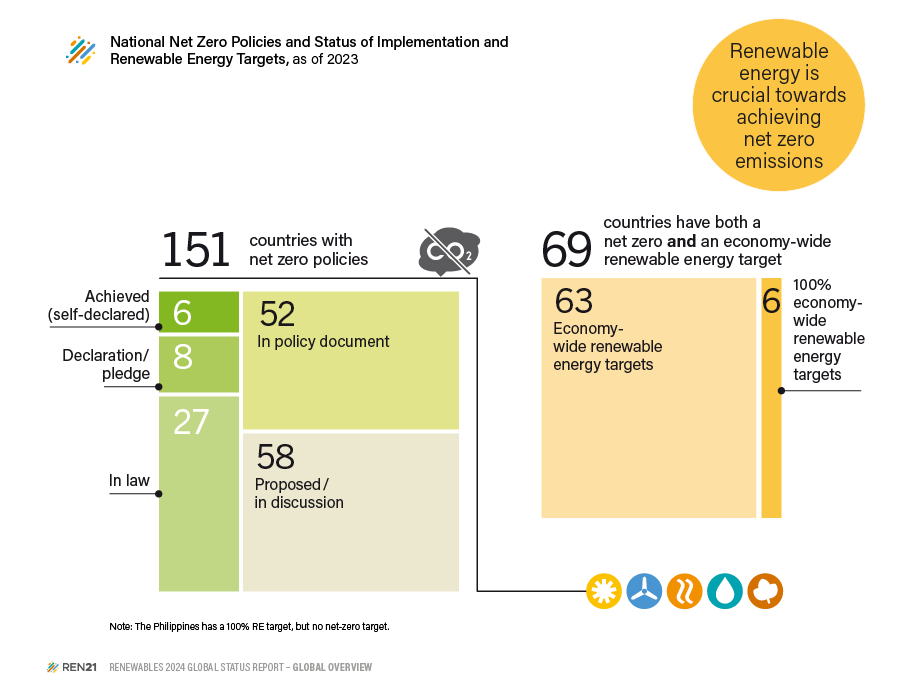 National Net Zero Policies and Status of Implementation and
Renewable Energy Targets, as of 2023
Renewable
energy is
crucial towards
achieving
net zero
emissions
151
countries with
net zero policies
CO2
69
countries have both a
net zero and an economy-wide
renewable energy target
Achieved
(self-declared)
6
Declaration/
pledge
8
In law
27
52
In policy document
58
Proposed/
in discussion
63
Economy-
wide renewable
energy targets
6
100%
economy-
wide
renewable
energy
targets
Note: The Philippines has a 100% RE target, but no net-zero target.
REN21 RENEWABLES 2024 GLOBAL STATUS REPORT – GLOBAL OVERVIEW